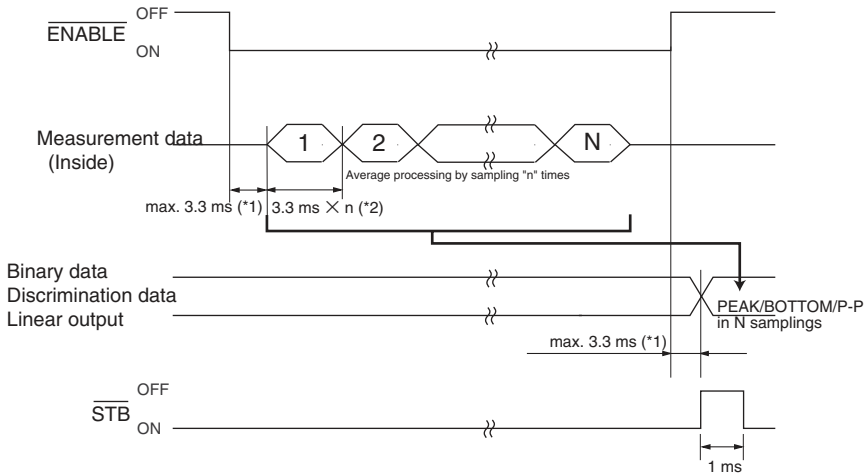 OFF
ENABLE
ON
Measurement data
(Inside)
1
2
N
Average processing by sampling "n" times
max. 3.3 ms (*1)
3.3 ms × n (*2)
Binary data
Discrimination data
Linear output
PEAK/BOTTOM/P-P
in N samplings
max. 3.3 ms (*1)
OFF
STB
ON
1 ms